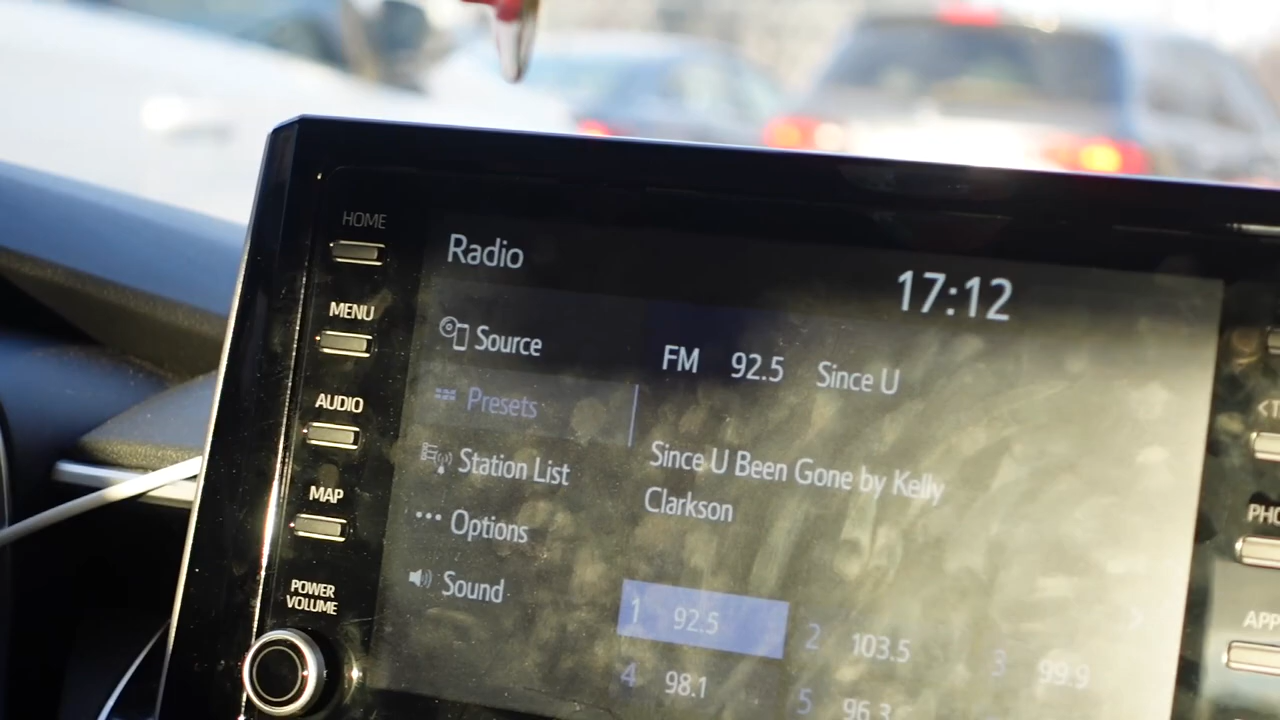 HOME
Radio
17:12
MENU
Source
FM 92.5 Since U
AUDIO
Presets
Since U Been Gone by Kelly
Clarkson
Station List
MAP
Options
POWER
VOLUME
Sound
1 92.5 2 103.5 3 99.9
4 98.1 5 96.3